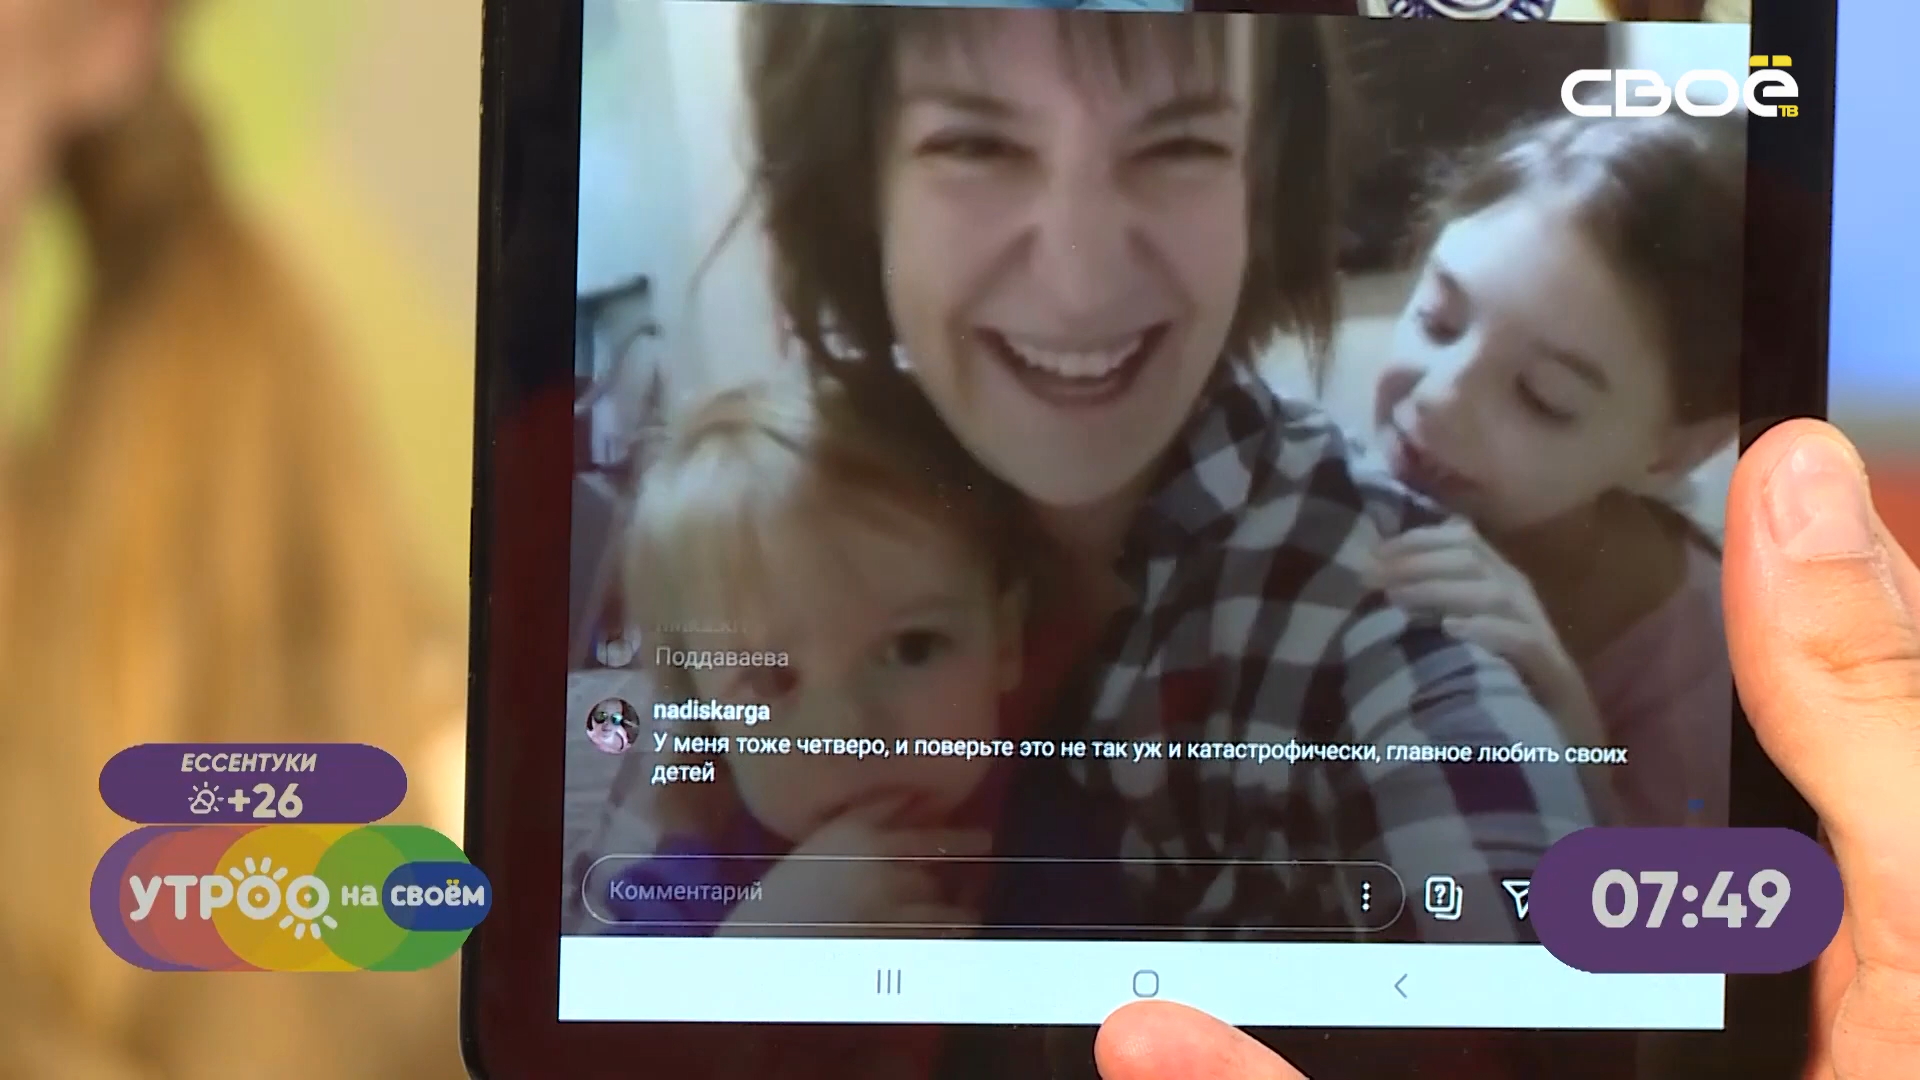 СВОЁ
ТВ
Поддаваева
nadiskarga
У меня тоже четверо, и поверьте это не так уж и катастрофически, главное любить своих
детей
ЕССЕНТУКИ
+26
УТРОО НА СВОЁМ
Комментарий
07:49